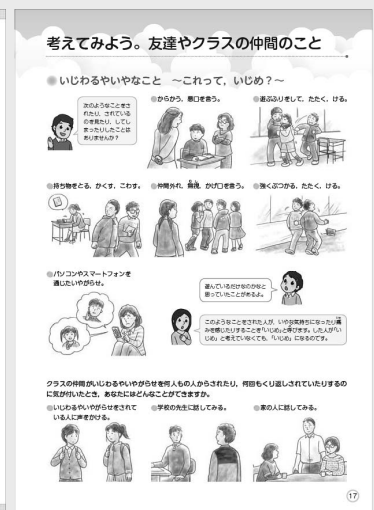 考えてみよう。友達やクラスの仲間のこと
いじわるやいやなこと ～これって，いじめ？～
次のようなことをさ
れたり，されている
のを見たり，してし
まったりしたことは
ありませんか？
からかう，悪口を言う。
遊ぶふりをして，たたく，ける。
持ち物をとる，かくす，こわす。
仲間外れ，無視，かげ口を言う。
強くぶつかる，たたく，ける。
パソコンやスマートフォンを
通じたいやがらせ。
遊んでいるだけなのかなと
思っていたことがあるよ。
このようなことをされた人が，いやな気持ちになったり痛
みを感じたりすることを「いじめ」と呼びます。した人が「い
じめ」と考えていなくても，「いじめ」になるのです。
クラスの仲間がいじわるやいやがらせを何人もの人からされたり，何回もくり返しされていたりするの
に気が付いたとき，あなたにはどんなことができますか。
いじわるやいやがらせをされて
いる人に声をかける。
学校の先生に話してみる。
家の人に話してみる。
17